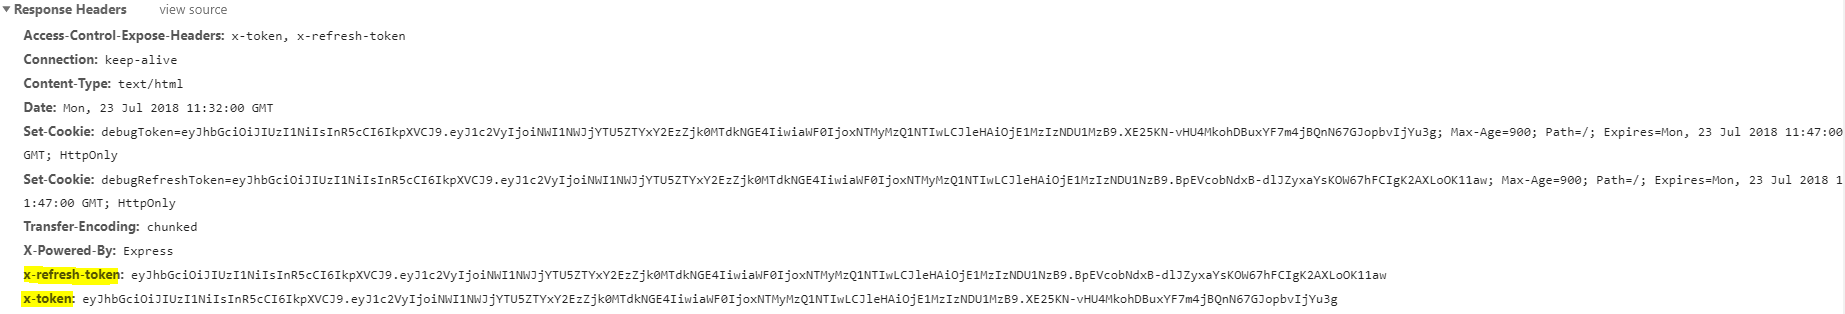 ▼ Response Headers view source
Access-Control-Expose-Headers: x-token, x-refresh-token
Connection: keep-alive
Content-Type: text/html
Date: Mon, 23 Jul 2018 11:32:00 GMT
Set-Cookie: debugToken=eyJhbGciOiJIUzI1NiIsInR5cCI6IkpXVCJ9.eyJ1c2VyIjoiNWI1NWJjYTU5ZTYxY2EzZjk0MTdkNGE4IiwiaWF0IjoxNTMyMzQ1NTIwLCJleHAiOjE1MzIzNDU1MzB9.XE25KN-vHU4MkohDBuxYF7m4jBQnN67GJopbvIjYu3g; Max-Age=900; Path=/; Expires=Mon, 23 Jul 2018 11:47:00
GMT; HttpOnly
Set-Cookie: debugRefreshToken=eyJhbGciOiJIUzI1NiIsInR5cCI6IkpXVCJ9.eyJ1c2VyIjoiNWI1NWJjYTU5ZTYxY2EzZjk0MTdkNGE4IiwiaWF0IjoxNTMyMzQ1NTIwLCJleHAiOjE1MzIzNDU1NzB9.BpEVcobNdxB-dlJZyxaYsKOW67hFCIgK2AXLoOK11aw; Max-Age=900; Path=/; Expires=Mon, 23 Jul 2018 1
1:47:00 GMT; HttpOnly
Transfer-Encoding: chunked
X-Powered-By: Express
x-refresh-token: eyJhbGciOiJIUzI1NiIsInR5cCI6IkpXVCJ9.eyJ1c2VyIjoiNWI1NWJjYTU5ZTYxY2EzZjk0MTdkNGE4IiwiaWF0IjoxNTMyMzQ1NTIwLCJleHAiOjE1MzIzNDU1NzB9.BpEVcobNdxB-dlJZyxaYsKOW67hFCIgK2AXLoOK11aw
x-token: eyJhbGciOiJIUzI1NiIsInR5cCI6IkpXVCJ9.eyJ1c2VyIjoiNWI1NWJjYTU5ZTYxY2EzZjk0MTdkNGE4IiwiaWF0IjoxNTMyMzQ1NTIwLCJleHAiOjE1MzIzNDU1MzB9.XE25KN-vHU4MkohDBuxYF7m4jBQnN67GJopbvIjYu3g